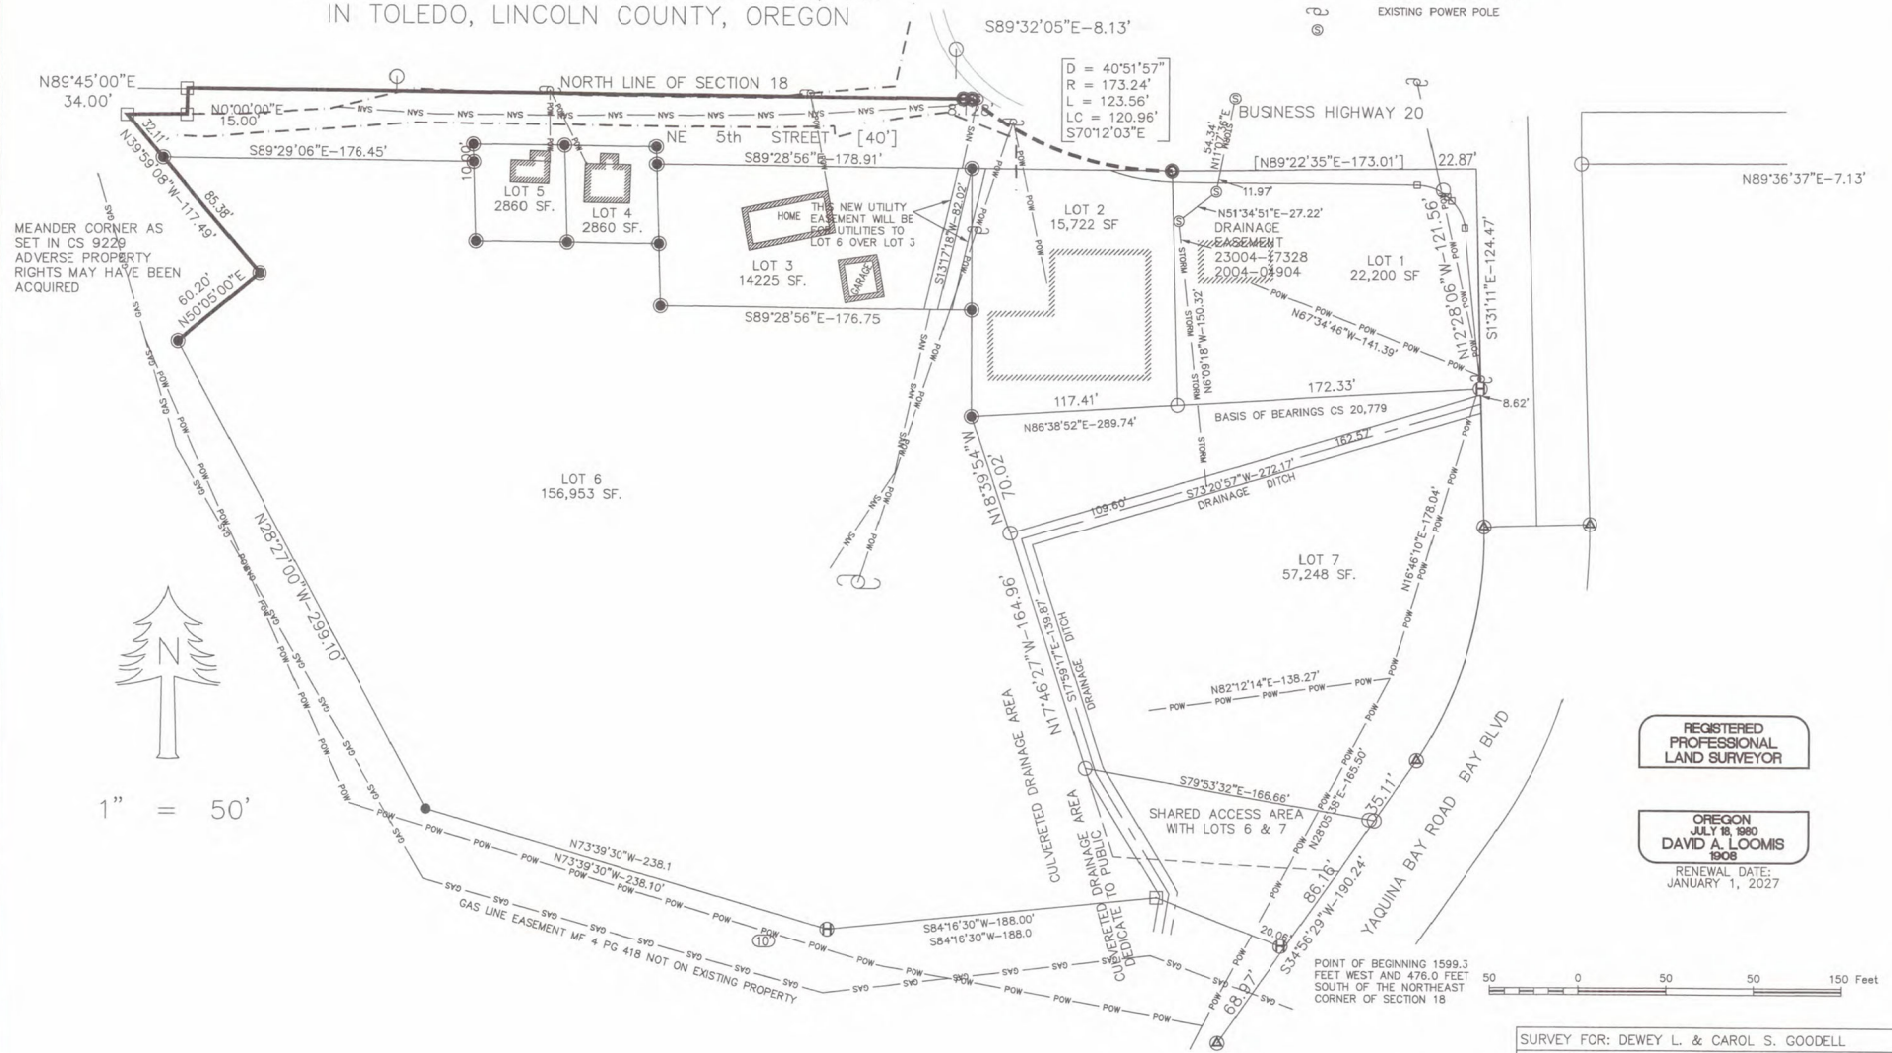 IN TOLEDO, LINCOLN COUNTY, OREGON
S89°32'05"E-8.13'
EXISTING POWER POLE
S
D = 40°51'57"
R = 173.24'
L = 123.56'
LC = 120.96'
S70°12'03"E
N89°45'00"E
34.00'
N0°00'00"E
15.00'
NORTH LINE OF SECTION 18
BUSINESS HIGHWAY 20
NE 5th STREET [40']
32.11'
N39°59'08"W-117.49'
85.38'
S89°29'06"E-176.45'
S89°28'56"E-178.91'
[N89°22'35"E-173.01']
22.87'
N89°36'37"E-7.13'
11.97
N51°34'51"E-27.22'
DRAINAGE
EASEMENT
2004-04904
LOT 5
2860 SF.
LOT 4
2860 SF.
HOME
THIS NEW UTILITY
EASEMENT WILL BE
FOR UTILITIES TO
LOT 6 OVER LOT 3
LOT 3
14225 SF.
GARAGE
S89°28'56"E-176.75
S13°17'18"W-82.02'
LOT 2
15,722 SF
LOT 1
22,200 SF
N12°28'06"W-121.56'
S1°31'11"E-124.47'
N67°34'46"W-141.39'
N6°09'18"W-150.32'
MEANDER CORNER AS
SET IN CS 9229
ADVERSE PROPERTY
RIGHTS MAY HAVE BEEN
ACQUIRED
60.20'
N50°05'00"E
117.41'
172.33'
8.62'
N86°38'52"E-289.74'
BASIS OF BEARINGS CS 20,779
N18°39'54"W
70.02'
162.57'
109.60'
S73°20'57"W-272.17'
DRAINAGE DITCH
LOT 6
156,953 SF.
LOT 7
57,248 SF.
N16°46'10"E-178.04'
N28°27'00"W-299.10'
N17°46'27"W-164.96'
S17°59'17"E-139.87'
DRAINAGE DITCH
N82°12'14"E-138.27'
N
1" = 50'
CULVERETED DRAINAGE AREA
S79°53'32"E-166.66'
SHARED ACCESS AREA
WITH LOTS 6 & 7
N28°05'38"E-165.50'
35.11'
YAQUINA BAY ROAD BAY BLVD
86.16'
S34°56'29"W-190.24'
20.06'
68.97'
CULVERETED DRAINAGE AREA
DEDICATE TO PUBLIC
N73°39'30"W-238.1
N73°39'30"W-238.10'
S84°16'30"W-188.00'
S84°16'30"W-188.0
10
GAS LINE EASEMENT MF 4 PG 418 NOT ON EXISTING PROPERTY
REGISTERED
PROFESSIONAL
LAND SURVEYOR
OREGON
JULY 18, 1980
DAVID A. LOOMIS
1908
RENEWAL DATE:
JANUARY 1, 2027
POINT OF BEGINNING 1599.3
FEET WEST AND 476.0 FEET
SOUTH OF THE NORTHEAST
CORNER OF SECTION 18
50 0 50 50 150 Feet
SURVEY FOR: DEWEY L. & CAROL S. GOODELL